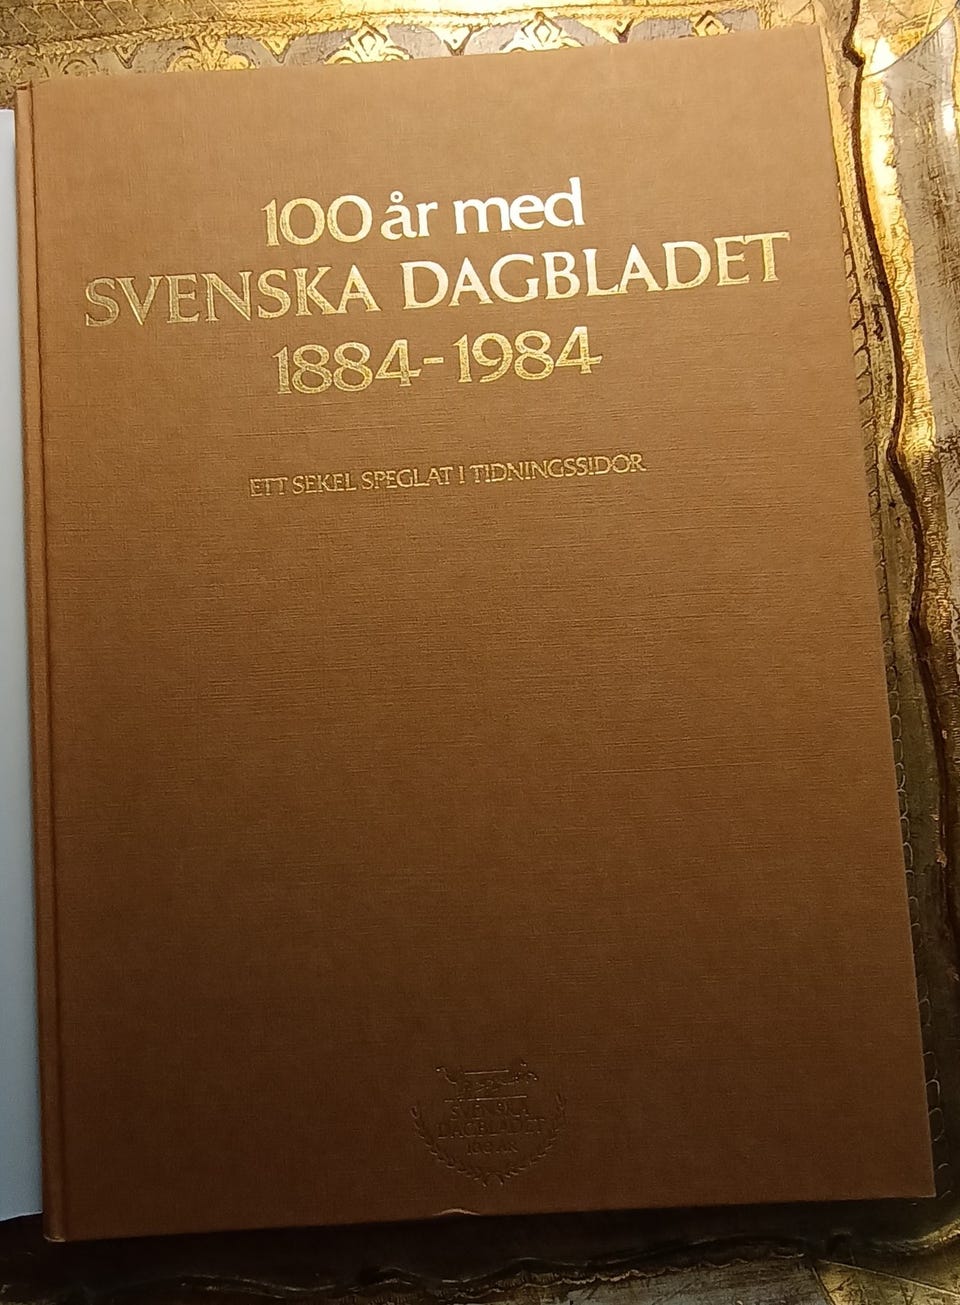 100 år med
SVENSKA DAGBLADET
1884-1984
ETT SEKEL SPEGLAT I TIDNINGSSIDOR
SVENSKA
DAGBLADET
100 ÅR